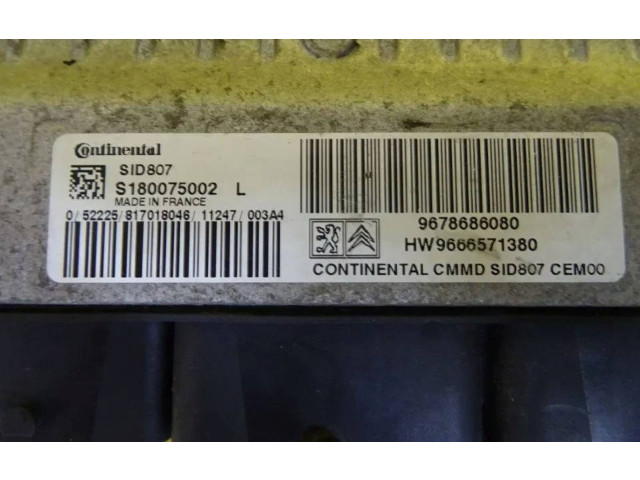 Continental
SID807
S180075002 L
MADE IN FRANCE
0/52225/817018046/11247/003A4
M
9678686080
HW9666571380
CONTINENTAL CMMD SID807 CEM00